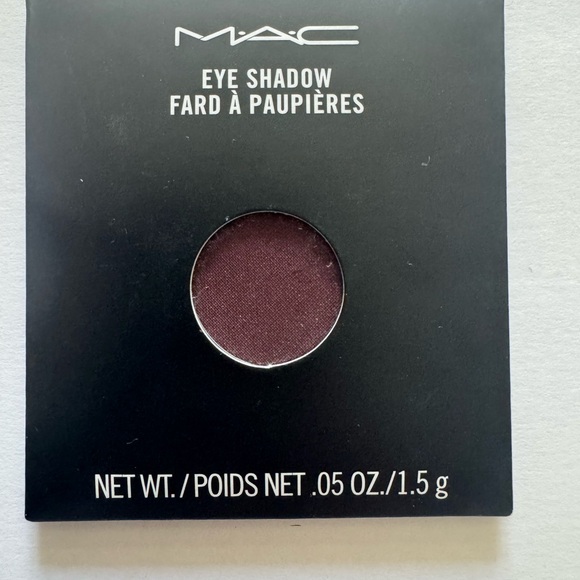 M·A·C
EYE SHADOW
FARD À PAUPIÈRES
NET WT./POIDS NET .05 OZ./1.5 g